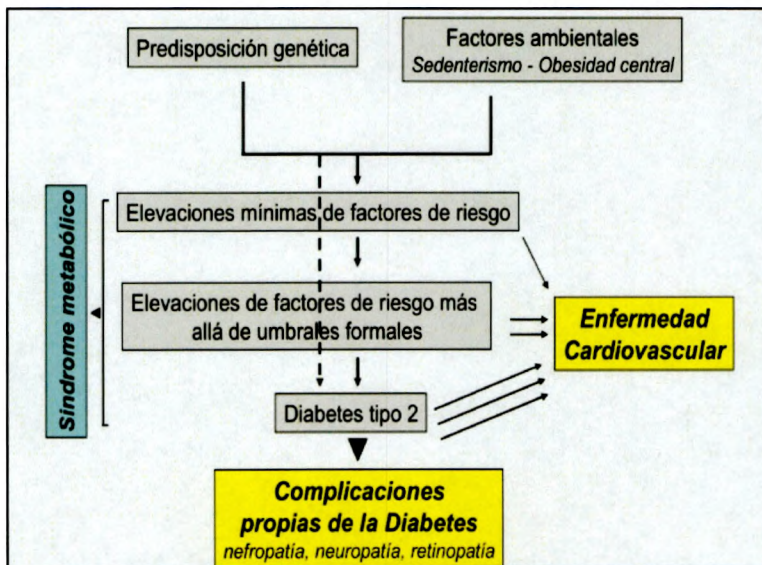 Predisposición genética
Factores ambientales
Sedenterismo - Obesidad central
Síndrome metabólico
Elevaciones mínimas de factores de riesgo
Elevaciones de factores de riesgo más
allá de umbrales formales
Enfermedad
Cardiovascular
Diabetes tipo 2
Complicaciones
propias de la Diabetes
nefropatía, neuropatía, retinopatía